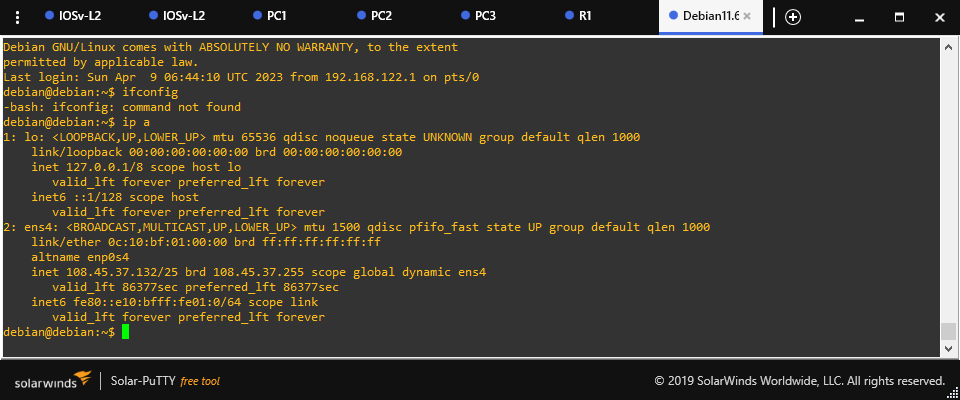 IOSv-L2 IOSv-L2 PC1 PC2 PC3 R1 Debian11.6
Debian GNU/Linux comes with ABSOLUTELY NO WARRANTY, to the extent
permitted by applicable law.
Last login: Sun Apr  9 06:44:10 UTC 2023 from 192.168.122.1 on pts/0
debian@debian:~$ ifconfig
-bash: ifconfig: command not found
debian@debian:~$ ip a
1: lo: <LOOPBACK,UP,LOWER_UP> mtu 65536 qdisc noqueue state UNKNOWN group default qlen 1000
    link/loopback 00:00:00:00:00:00 brd 00:00:00:00:00:00
    inet 127.0.0.1/8 scope host lo
       valid_lft forever preferred_lft forever
    inet6 ::1/128 scope host
       valid_lft forever preferred_lft forever
2: ens4: <BROADCAST,MULTICAST,UP,LOWER_UP> mtu 1500 qdisc pfifo_fast state UP group default qlen 1000
    link/ether 0c:10:bf:01:00:00 brd ff:ff:ff:ff:ff:ff
    altname enp0s4
    inet 108.45.37.132/25 brd 108.45.37.255 scope global dynamic ens4
       valid_lft 86377sec preferred_lft 86377sec
    inet6 fe80::e10:bfff:fe01:0/64 scope link
       valid_lft forever preferred_lft forever
debian@debian:~$
solarwinds Solar-PuTTY free tool © 2019 SolarWinds Worldwide, LLC. All rights reserved.